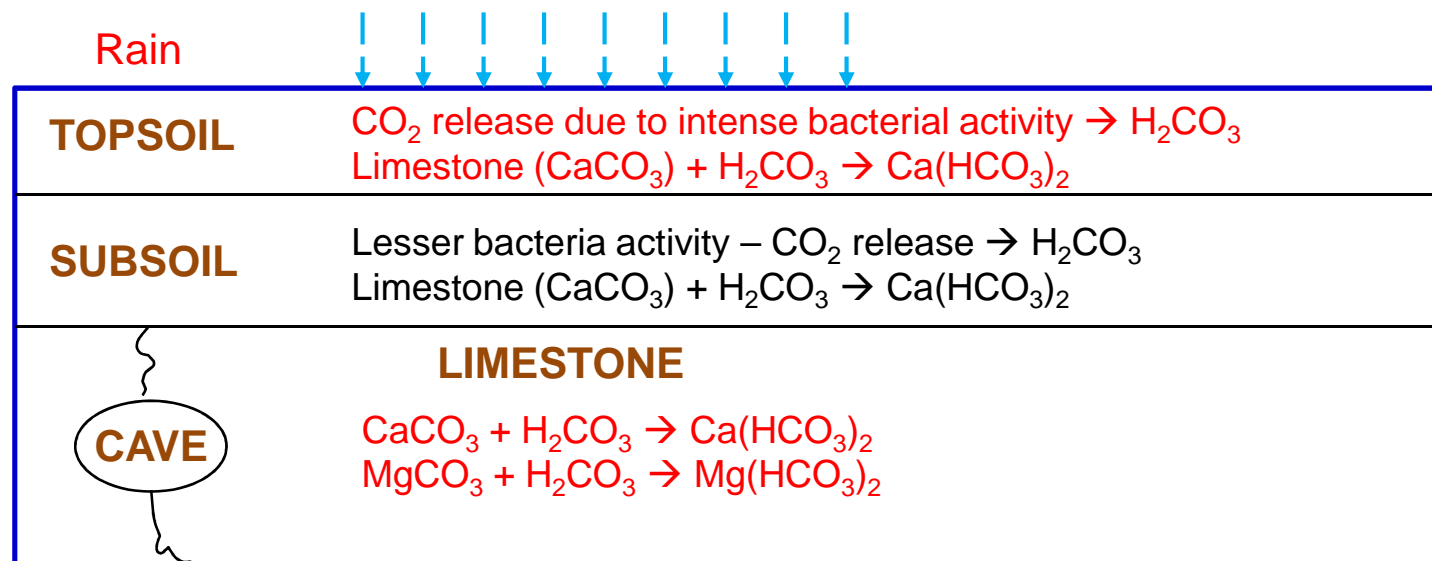 Rain
TOPSOIL
CO₂ release due to intense bacterial activity → H₂CO₃
Limestone (CaCO₃) + H₂CO₃ → Ca(HCO₃)₂
SUBSOIL
Lesser bacteria activity – CO₂ release → H₂CO₃
Limestone (CaCO₃) + H₂CO₃ → Ca(HCO₃)₂
LIMESTONE
CAVE
CaCO₃ + H₂CO₃ → Ca(HCO₃)₂
MgCO₃ + H₂CO₃ → Mg(HCO₃)₂